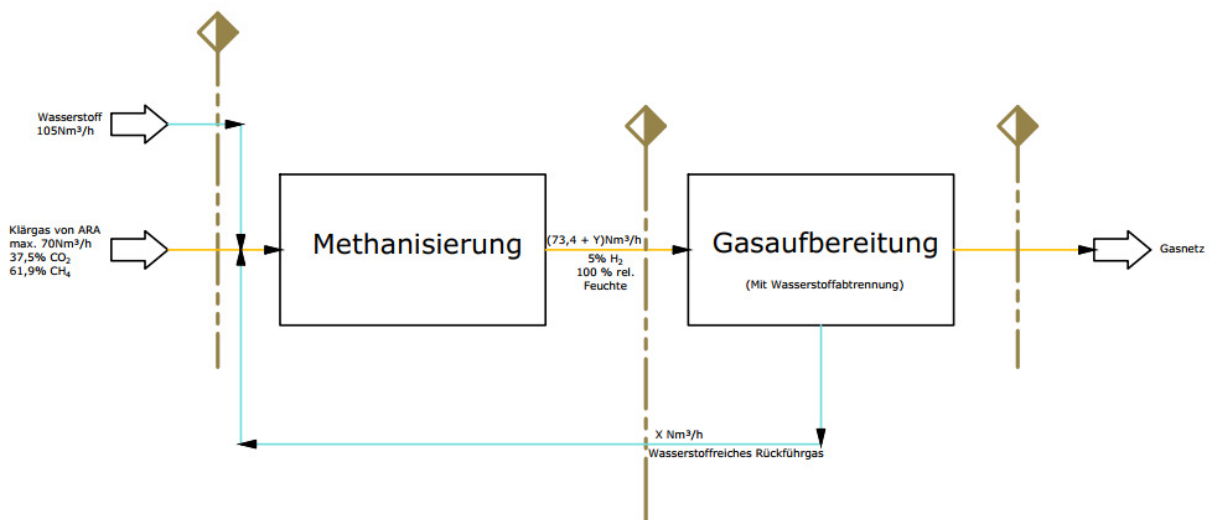 Wasserstoff
105Nm³/h
Klärgas von ARA
max. 70Nm³/h
37,5% CO₂
61,9% CH₄
Methanisierung
(73,4 + Y)Nm³/h
5% H₂
100 % rel.
Feuchte
Gasaufbereitung
(Mit Wasserstoffabtrennung)
Gasnetz
X Nm³/h
Wasserstoffreiches Rückführgas